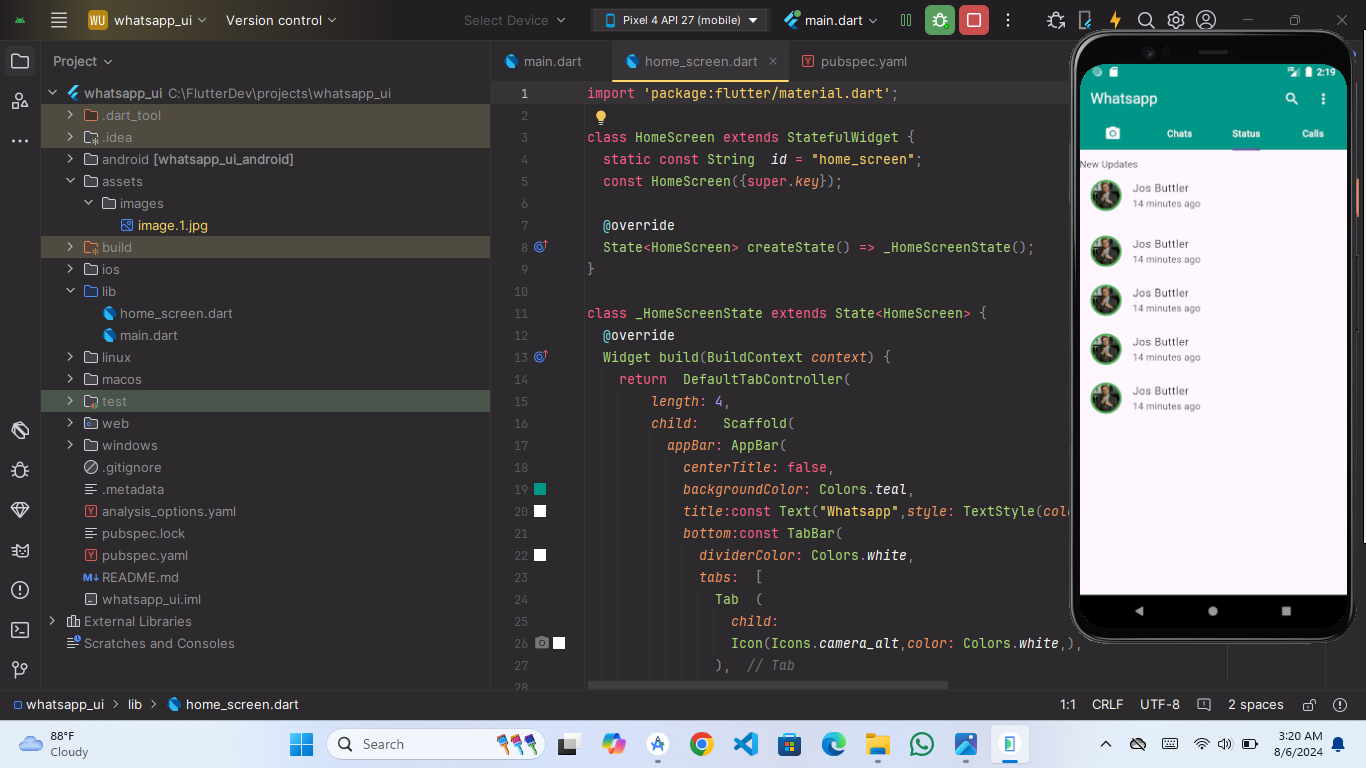 WU whatsapp_ui Version control Select Device Pixel 4 API 27 (mobile) main.dart
Project
main.dart home_screen.dart pubspec.yaml
whatsapp_ui C:\FlutterDev\projects\whatsapp_ui
.dart_tool
.idea
android [whatsapp_ui_android]
assets
images
image.1.jpg
build
ios
lib
home_screen.dart
main.dart
linux
macos
test
web
windows
.gitignore
.metadata
analysis_options.yaml
pubspec.lock
pubspec.yaml
README.md
whatsapp_ui.iml
External Libraries
Scratches and Consoles
1 import 'package:flutter/material.dart';
2
3 class HomeScreen extends StatefulWidget {
4 static const String  id = "home_screen";
5 const HomeScreen({super.key});
6
7 @override
8 State<HomeScreen> createState() => _HomeScreenState();
9 }
10
11 class _HomeScreenState extends State<HomeScreen> {
12 @override
13 Widget build(BuildContext context) {
14 return  DefaultTabController(
15 length: 4,
16 child:   Scaffold(
17 appBar: AppBar(
18 centerTitle: false,
19 backgroundColor: Colors.teal,
20 title:const Text("Whatsapp",style: TextStyle(col
21 bottom:const TabBar(
22 dividerColor: Colors.white,
23 tabs:  [
24 Tab  (
25 child:
26 Icon(Icons.camera_alt,color: Colors.white,),
27 ),  // Tab
28
2:19
Whatsapp
Chats Status Calls
New Updates
Jos Buttler
14 minutes ago
Jos Buttler
14 minutes ago
Jos Buttler
14 minutes ago
Jos Buttler
14 minutes ago
Jos Buttler
14 minutes ago
whatsapp_ui > lib > home_screen.dart 1:1 CRLF UTF-8 2 spaces
88°F
Cloudy
Search
3:20 AM
8/6/2024